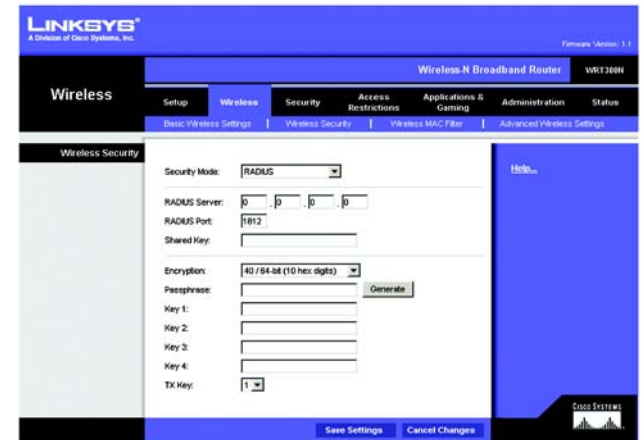 LINKSYS®
A Division of Cisco Systems, Inc.
Firmware Version: 1.1
Wireless-N Broadband Router WRT300N
Wireless
Setup Wireless Security Access Restrictions Applications & Gaming Administration Status
Basic Wireless Settings | Wireless Security | Wireless MAC Filter | Advanced Wireless Settings
Wireless Security
Help...
Security Mode: RADIUS
RADIUS Server: 0 . 0 . 0 . 0
RADIUS Port: 1812
Shared Key:
Encryption: 40 / 64-bit (10 hex digits)
Passphrase: Generate
Key 1:
Key 2:
Key 3:
Key 4:
TX Key: 1
CISCO SYSTEMS
Save Settings Cancel Changes